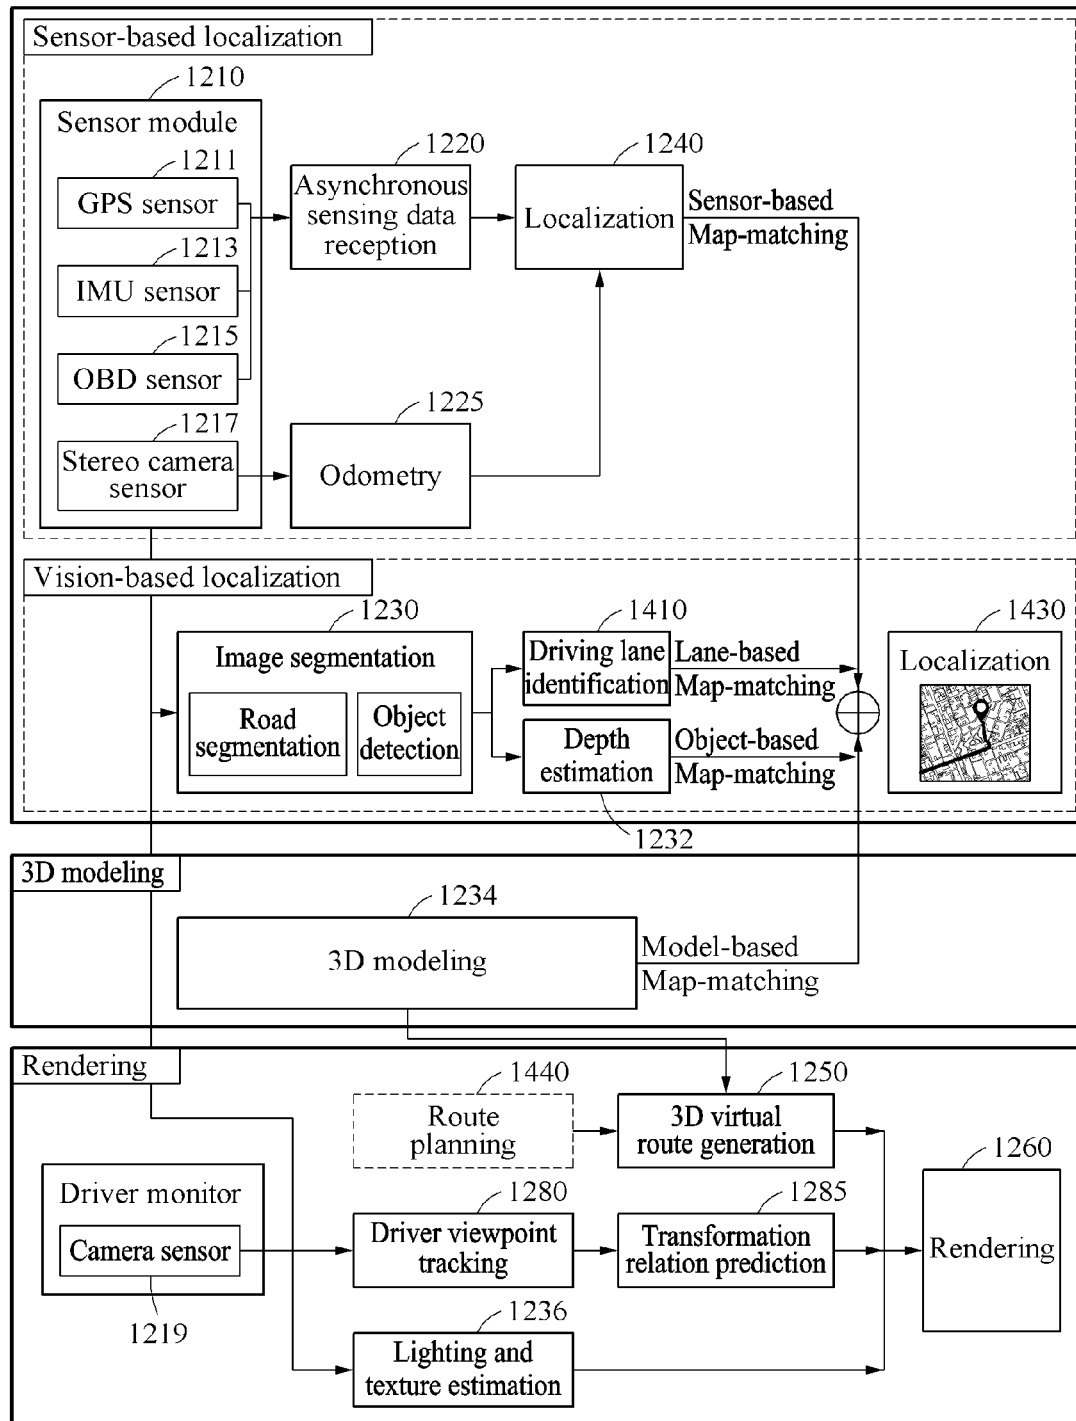 Sensor-based localization
1210
Sensor module
1211
GPS sensor
1213
IMU sensor
1215
OBD sensor
1217
Stereo camera
sensor
1220
Asynchronous
sensing data
reception
1225
Odometry
1240
Localization
Sensor-based
Map-matching
Vision-based localization
1230
Image segmentation
Road
segmentation
Object
detection
1410
Driving lane
identification
Lane-based
Map-matching
Depth
estimation
1232
Object-based
Map-matching
1430
Localization
3D modeling
1234
3D modeling
Model-based
Map-matching
Rendering
1440
Route
planning
1250
3D virtual
route generation
Driver monitor
Camera sensor
1219
1280
Driver viewpoint
tracking
1285
Transformation
relation prediction
1236
Lighting and
texture estimation
1260
Rendering